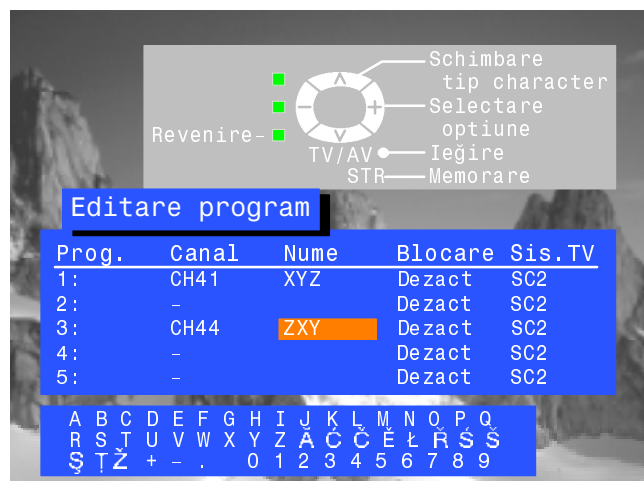 Schimbare
tip character
Selectare
optiune
Revenire
TV/AV Ieğire
STR Memorare
Editare program
Prog. Canal Nume Blocare Sis.TV
1: CH41 XYZ Dezact SC2
2: - Dezact SC2
3: CH44 ZXY Dezact SC2
4: - Dezact SC2
5: - Dezact SC2
A B C D E F G H I J K L M N O P Q
R S T U V W X Y Z Ă Ć Č Ě Ł Ř Ś Š
Ş Ţ Ž + - . 0 1 2 3 4 5 6 7 8 9